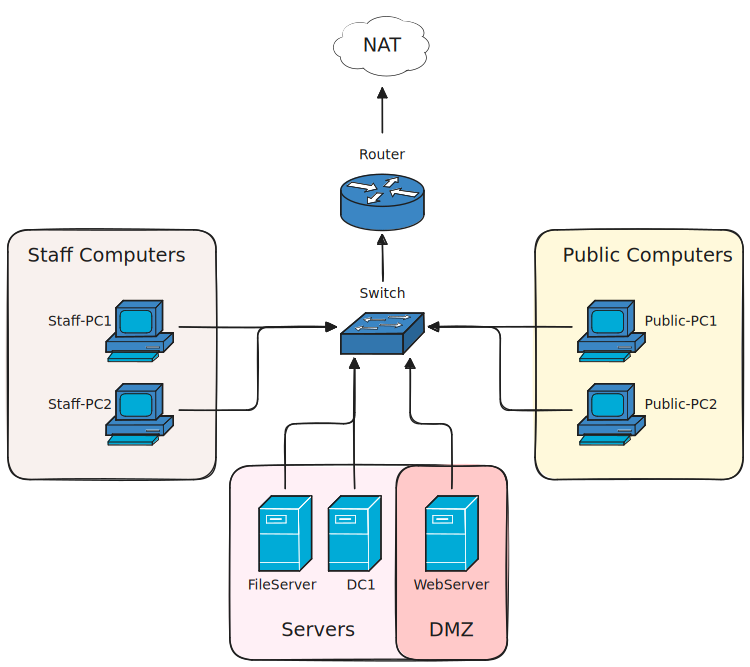 NAT
Router
Switch
Staff Computers
Staff-PC1
Staff-PC2
Public Computers
Public-PC1
Public-PC2
FileServer
DC1
WebServer
Servers
DMZ